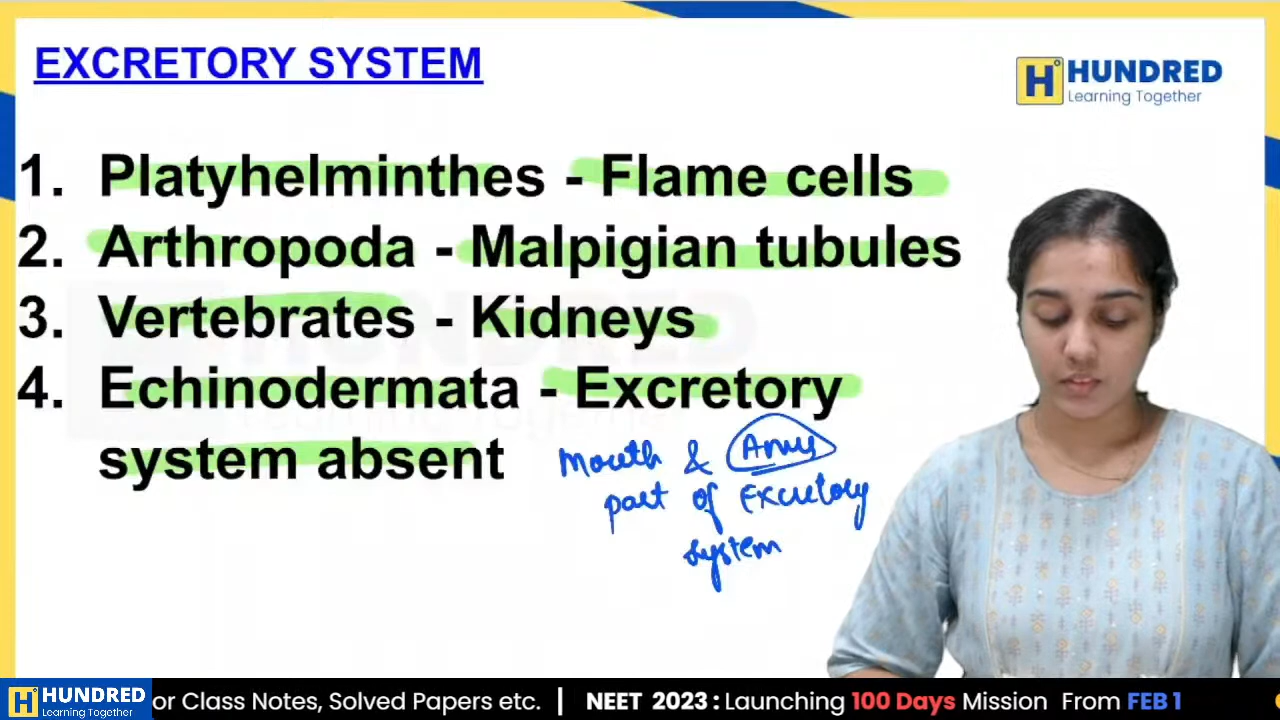 EXCRETORY SYSTEM
H° HUNDRED
Learning Together
1. Platyhelminthes - Flame cells
2. Arthropoda - Malpigian tubules
3. Vertebrates - Kidneys
4. Echinodermata - Excretory
system absent
Mouth & Anus
part of Excretory
system
H° HUNDRED
Learning Together
or Class Notes, Solved Papers etc. | NEET 2023 : Launching 100 Days Mission From FEB 1